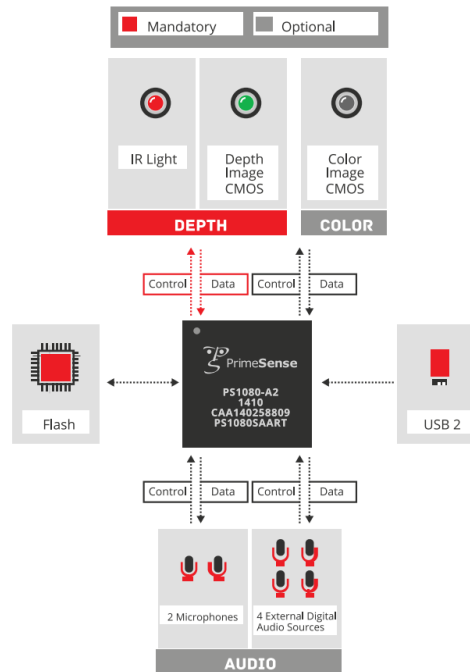 Mandatory
Optional
IR Light
Depth
Image
CMOS
Color
Image
CMOS
DEPTH
COLOR
Control
Data
Control
Data
PrimeSense
PS1080-A2
1410
CAA140258809
PS1080SAART
Flash
USB 2
Control
Data
Control
Data
2 Microphones
4 External Digital
Audio Sources
AUDIO